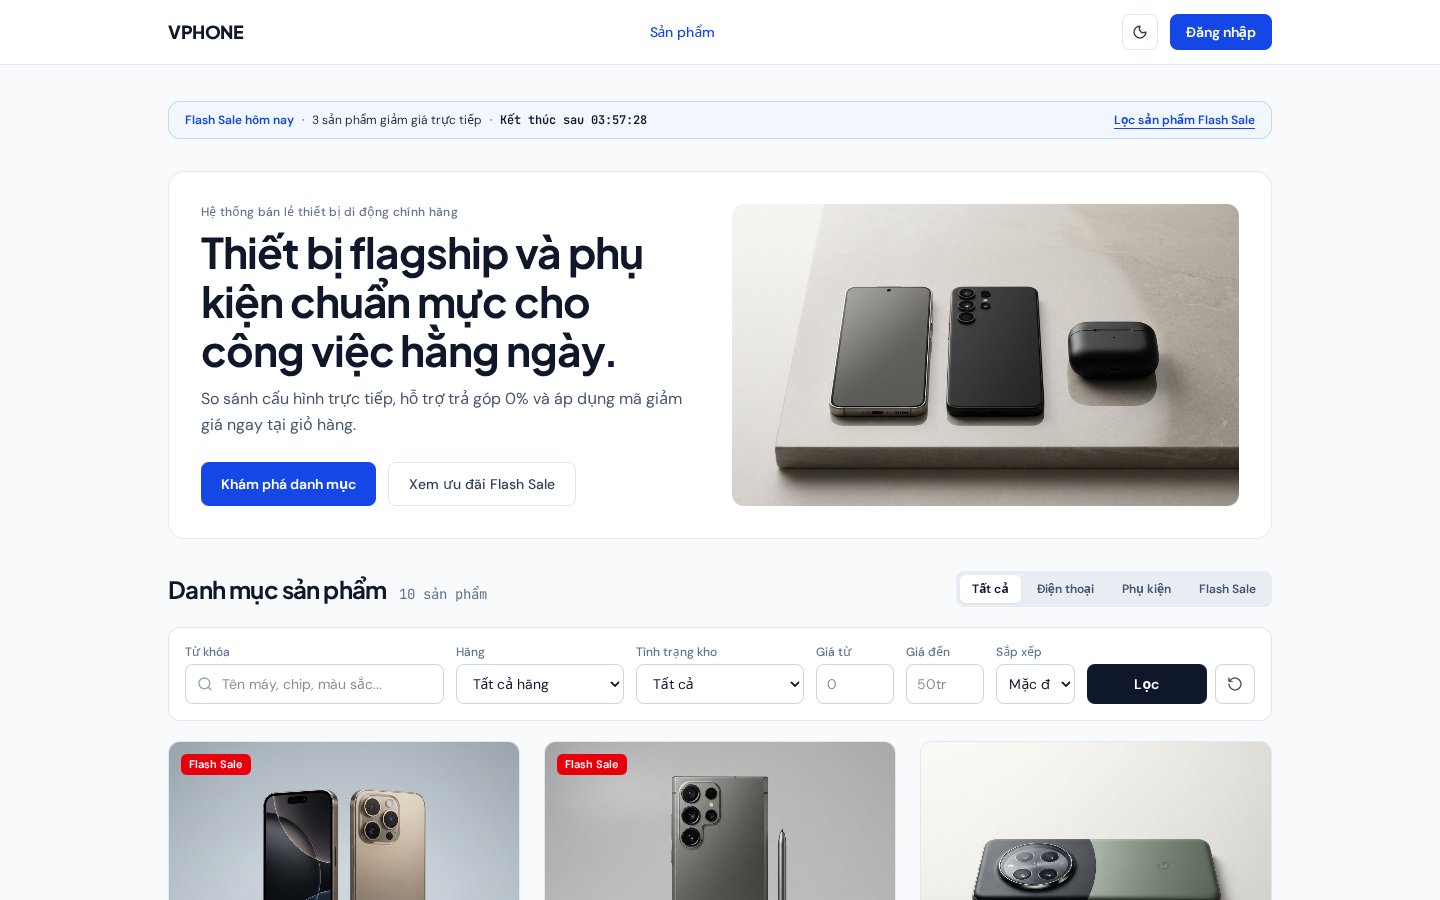 VPHONE
Sản phẩm
Đăng nhập
Flash Sale hôm nay · 3 sản phẩm giảm giá trực tiếp · Kết thúc sau 03:57:28
Lọc sản phẩm Flash Sale
Hệ thống bán lẻ thiết bị di động chính hãng
Thiết bị flagship và phụ
kiện chuẩn mực cho
công việc hằng ngày.
So sánh cấu hình trực tiếp, hỗ trợ trả góp 0% và áp dụng mã giảm
giá ngay tại giỏ hàng.
Khám phá danh mục
Xem ưu đãi Flash Sale
Danh mục sản phẩm
10 sản phẩm
Tất cả
Điện thoại
Phụ kiện
Flash Sale
Từ khóa
Hãng
Tình trạng kho
Giá từ
Giá đến
Sắp xếp
Tên máy, chip, màu sắc...
Tất cả hãng
Tất cả
0
50tr
Mặc đ
Lọc
Flash Sale
Flash Sale